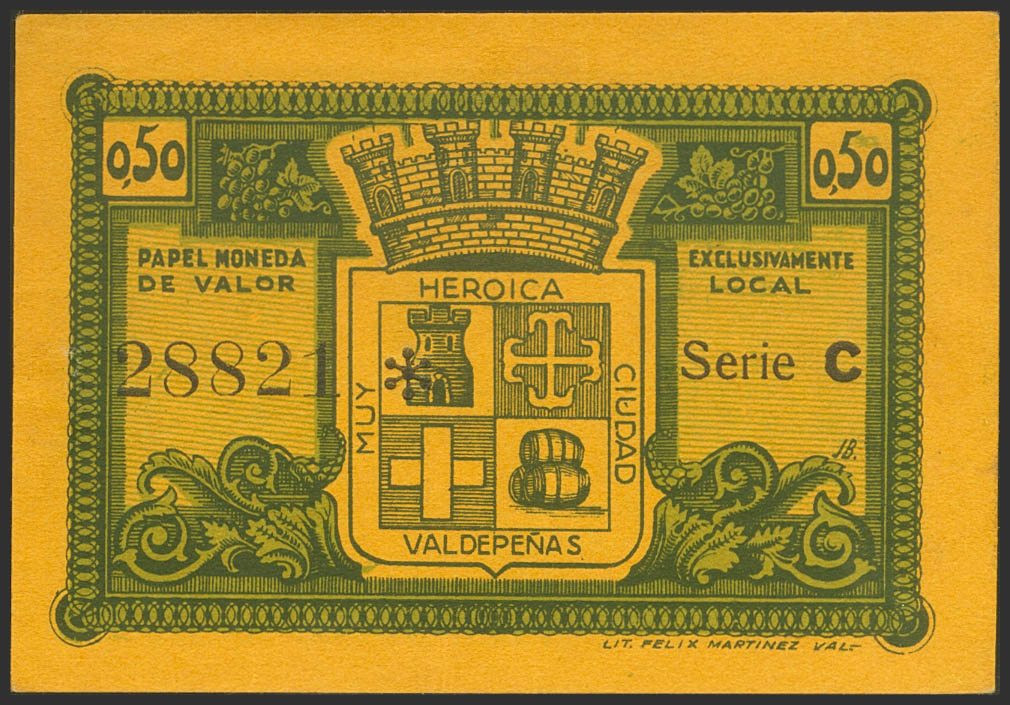 0,50
0,50
PAPEL MONEDA
DE VALOR
EXCLUSIVAMENTE
LOCAL
28821
Serie C
HEROICA
MUY
CIUDAD
VALDEPEÑAS
JB.
LIT. FELIX MARTINEZ VAL-